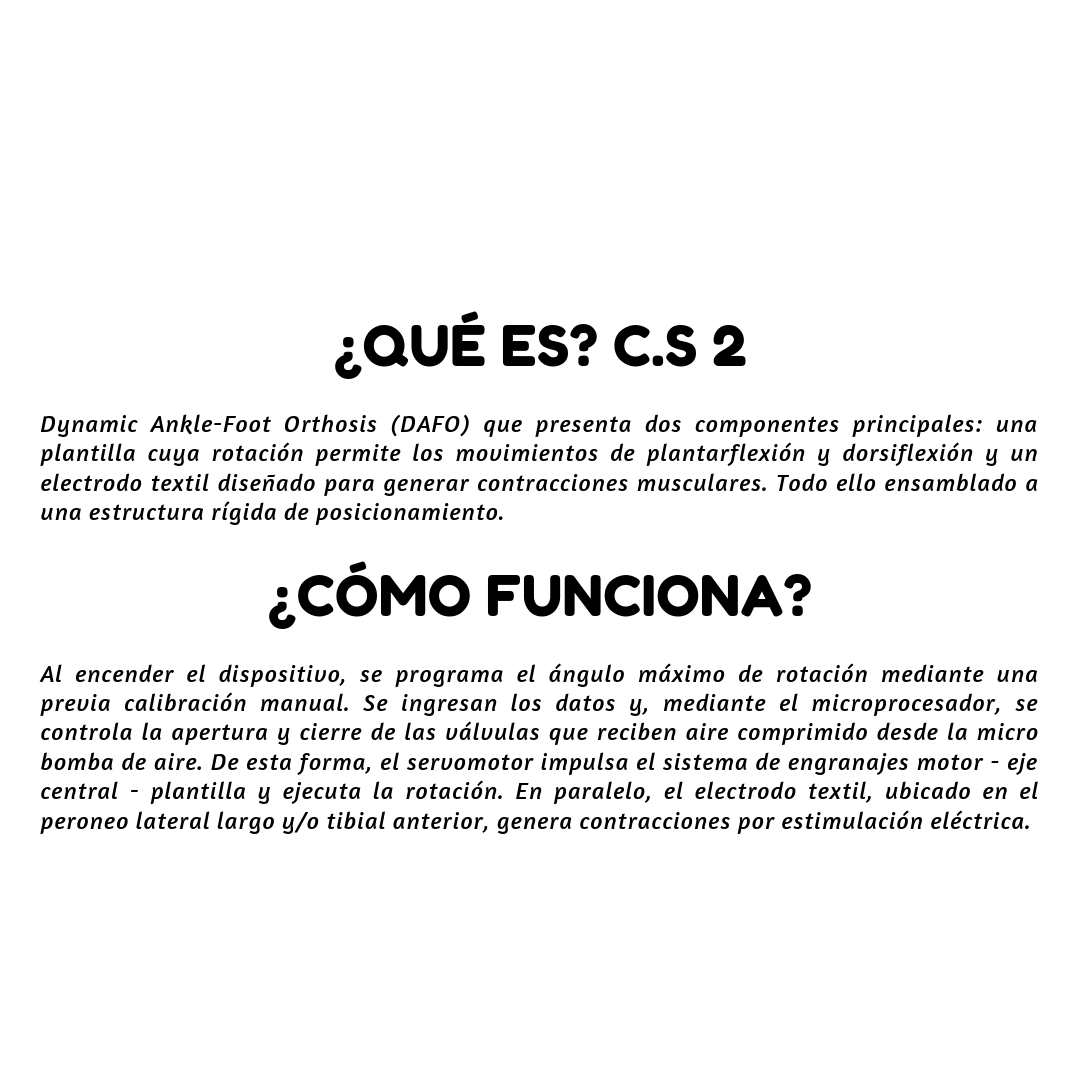 ¿QUÉ ES? C.S 2
Dynamic Ankle-Foot Orthosis (DAFO) que presenta dos componentes principales: una
plantilla cuya rotación permite los movimientos de plantarflexión y dorsiflexión y un
electrodo textil diseñado para generar contracciones musculares. Todo ello ensamblado a
una estructura rígida de posicionamiento.
¿CÓMO FUNCIONA?
Al encender el dispositivo, se programa el ángulo máximo de rotación mediante una
previa calibración manual. Se ingresan los datos y, mediante el microprocesador, se
controla la apertura y cierre de las válvulas que reciben aire comprimido desde la micro
bomba de aire. De esta forma, el servomotor impulsa el sistema de engranajes motor - eje
central - plantilla y ejecuta la rotación. En paralelo, el electrodo textil, ubicado en el
peroneo lateral largo y/o tibial anterior, genera contracciones por estimulación eléctrica.